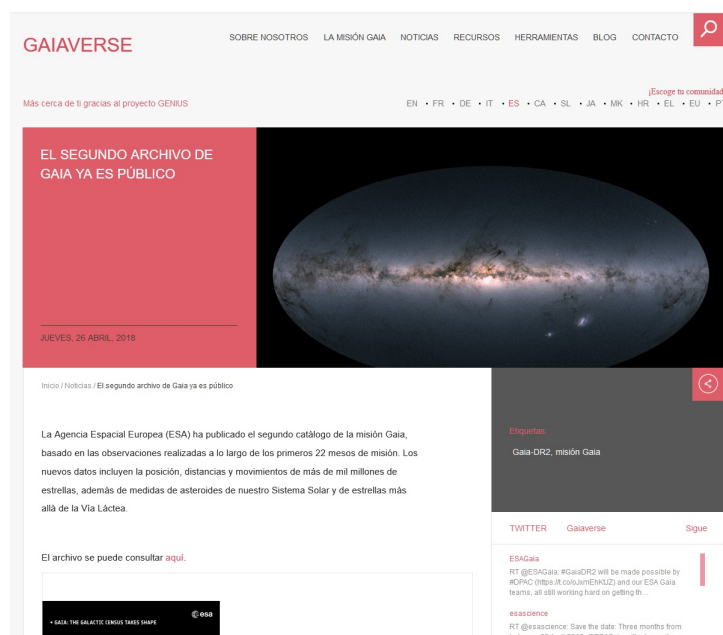 GAIAVERSE
SOBRE NOSOTROS LA MISIÓN GAIA NOTICIAS RECURSOS HERRAMIENTAS BLOG CONTACTO
¡Escoge tu comunidad
Más cerca de ti gracias al proyecto GENIUS
EN • FR • DE • IT • ES • CA • SL • JA • MK • HR • EL • EU • PT
EL SEGUNDO ARCHIVO DE
GAIA YA ES PÚBLICO
JUEVES, 26 ABRIL, 2018
Inicio / Noticias / El segundo archivo de Gaia ya es público
La Agencia Espacial Europea (ESA) ha publicado el segundo catálogo de la misión Gaia,
basado en las observaciones realizadas a lo largo de los primeros 22 meses de misión. Los
nuevos datos incluyen la posición, distancias y movimientos de más de mil millones de
estrellas, además de medidas de asteroides de nuestro Sistema Solar y de estrellas más
allá de la Vía Láctea.
El archivo se puede consultar aquí.
esa
GAIA: THE GALACTIC CENSUS TAKES SHAPE
Etiquetas:
Gaia-DR2, misión Gaia
TWITTER Gaiaverse Sigue
ESAGaia
RT @ESAGaia: #GaiaDR2 will be made possible by
#DPAC and our ESA Gaia
teams, all still working hard on getting th...
esascience
RT @esascience: Save the date: Three months from